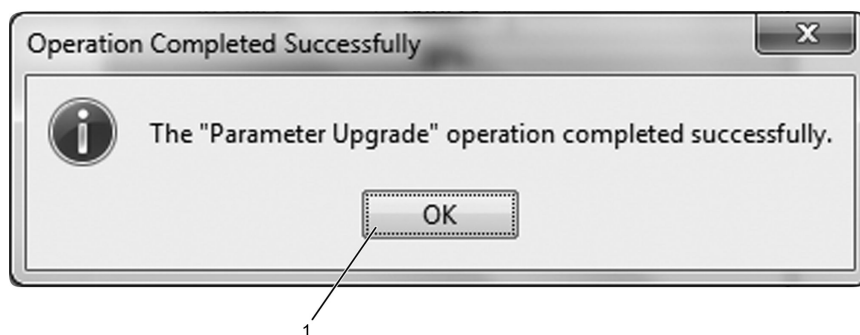 Operation Completed Successfully
The "Parameter Upgrade" operation completed successfully.
OK
1